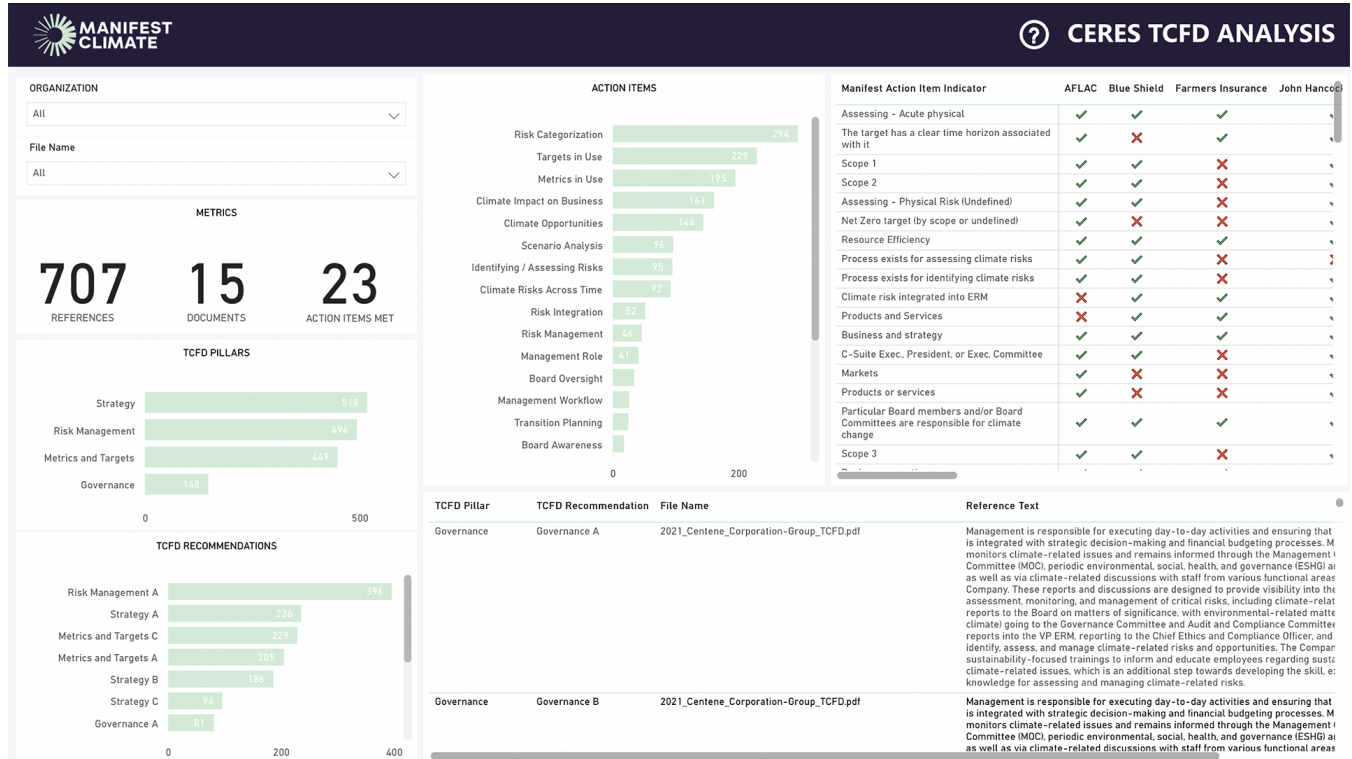 MANIFEST
CLIMATE
? CERES TCFD ANALYSIS
ORGANIZATION
All
File Name
All
METRICS
707 15 23
REFERENCES DOCUMENTS ACTION ITEMS MET
TCFD PILLARS
Strategy 518
Risk Management 494
Metrics and Targets 449
Governance 148
0 500
TCFD RECOMMENDATIONS
Risk Management A 396
Strategy A 236
Metrics and Targets C 229
Metrics and Targets A 205
Strategy B 186
Strategy C 96
Governance A 81
0 200 400
ACTION ITEMS
Risk Categorization 294
Targets in Use 229
Metrics in Use 195
Climate Impact on Business 161
Climate Opportunities 144
Scenario Analysis 96
Identifying / Assessing Risks 95
Climate Risks Across Time 92
Risk Integration 52
Risk Management 46
Management Role 41
Board Oversight
Management Workflow
Transition Planning
Board Awareness
0 200
Manifest Action Item Indicator AFLAC Blue Shield Farmers Insurance John
Assessing - Acute physical
The target has a clear time horizon associated
with it
Scope 1
Scope 2
Assessing - Physical Risk (Undefined)
Net Zero target (by scope or undefined)
Resource Efficiency
Process exists for assessing climate risks
Process exists for identifying climate risks
Climate risk integrated into ERM
Products and Services
Business and strategy
C-Suite Exec., President, or Exec. Committee
Markets
Products or services
Particular Board members and/or Board
Committees are responsible for climate
change
Scope 3
TCFD Pillar TCFD Recommendation File Name Reference Text
Governance Governance A 2021_Centene_Corporation-Group_TCFD.pdf Management is responsible for executing day-to-day activities and ensuring that
is integrated with strategic decision-making and financial budgeting processes. M
monitors climate-related issues and remains informed through the Management
Committee (MOC), periodic environmental, social, health, and governance (ESHG)
as well as via climate-related discussions with staff from various functional areas
Company. These reports and discussions are designed to provide visibility into the
assessment, monitoring, and management of critical risks, including climate-relat
reports to the Board on matters of significance, with environmental-related matte
climate) going to the Governance Committee and Audit and Compliance Committee
reports into the VP ERM, reporting to the Chief Ethics and Compliance Officer, and
identify, assess, and manage climate-related risks and opportunities. The Compan
sustainability-focused trainings to inform and educate employees regarding susta
climate-related issues, which is an additional step towards developing the skill, ex
knowledge for assessing and managing climate-related risks.
Governance Governance B 2021_Centene_Corporation-Group_TCFD.pdf Management is responsible for executing day-to-day activities and ensuring that
is integrated with strategic decision-making and financial budgeting processes. M
monitors climate-related issues and remains informed through the Management
Committee (MOC), periodic environmental, social, health, and governance (ESHG)
as well as via climate-related discussions with staff from various functional areas